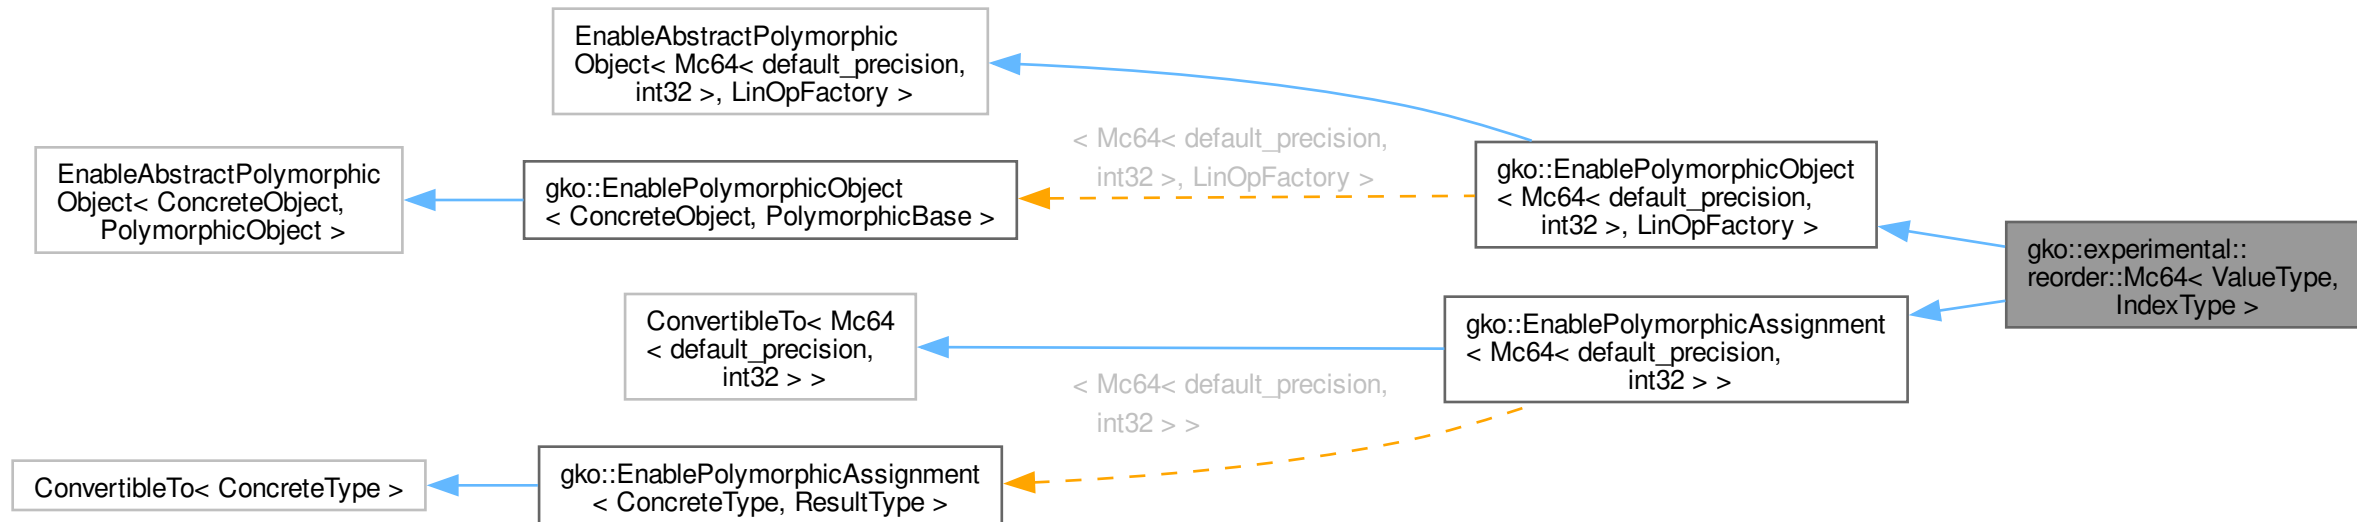 EnableAbstractPolymorphic
Object< Mc64< default_precision,
int32 >, LinOpFactory >
< Mc64< default_precision,
int32 >, LinOpFactory >
EnableAbstractPolymorphic
Object< ConcreteObject,
PolymorphicObject >
gko::EnablePolymorphicObject
< ConcreteObject, PolymorphicBase >
gko::EnablePolymorphicObject
< Mc64< default_precision,
int32 >, LinOpFactory >
gko::experimental::
reorder::Mc64< ValueType,
IndexType >
ConvertibleTo< Mc64
< default_precision,
int32 > >
gko::EnablePolymorphicAssignment
< Mc64< default_precision,
int32 > >
< Mc64< default_precision,
int32 > >
ConvertibleTo< ConcreteType >
gko::EnablePolymorphicAssignment
< ConcreteType, ResultType >